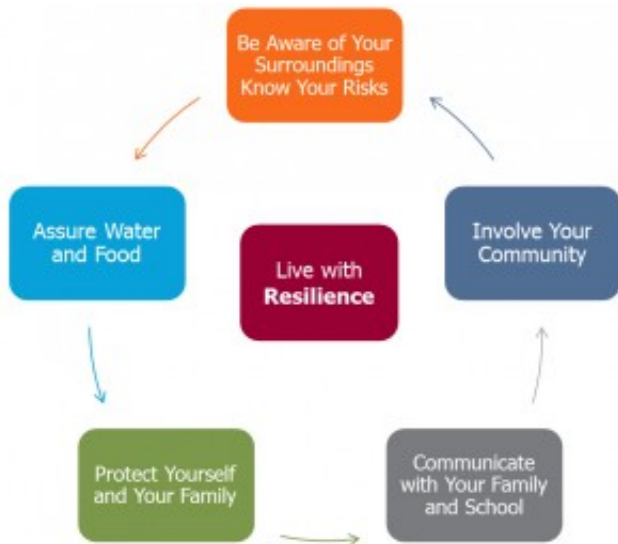 Be Aware of Your
Surroundings
Know Your Risks
Assure Water
and Food
Involve Your
Community
Live with
Resilience
Protect Yourself
and Your Family
Communicate
with Your Family
and School